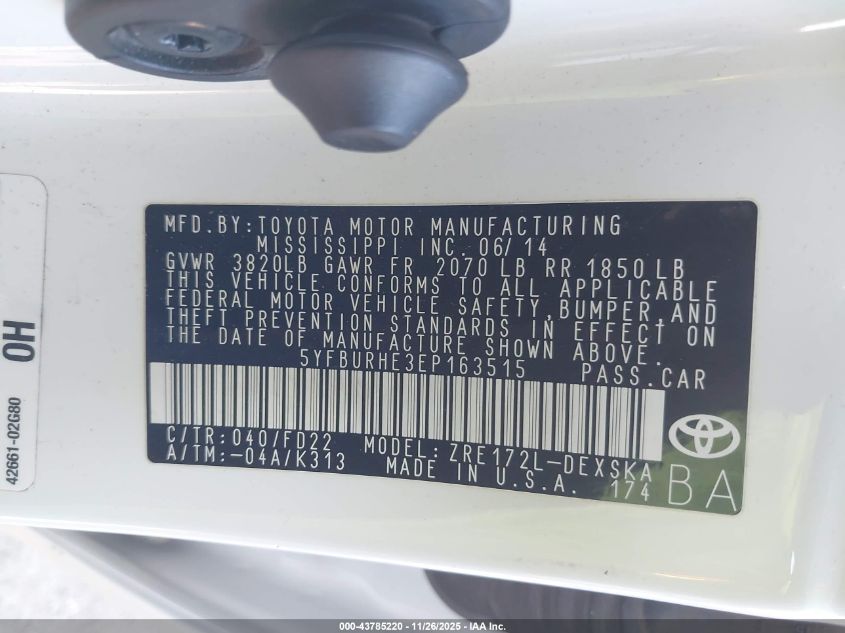 MFD.BY:TOYOTA MOTOR MANUFACTURING
MISSISSIPPI INC. 06/14
GVWR 3820LB GAWR FR 2070 LB RR 1850 LB
THIS VEHICLE CONFORMS TO ALL APPLICABLE
FEDERAL MOTOR VEHICLE SAFETY,BUMPER,AND
THEFT PREVENTION STANDARDS IN EFFECT ON
THE DATE OF MANUFACTURE SHOWN ABOVE.
5YFBURHE3EP163515 PASS.CAR
C/TR: 040/FD22 MODEL: ZRE172L-DEXSKA
A/TM:-04A/K313 MADE IN U.S.A. 174
BA
42661-02G80
OH
000-43785220 - 11/26/2025 - IAA Inc.